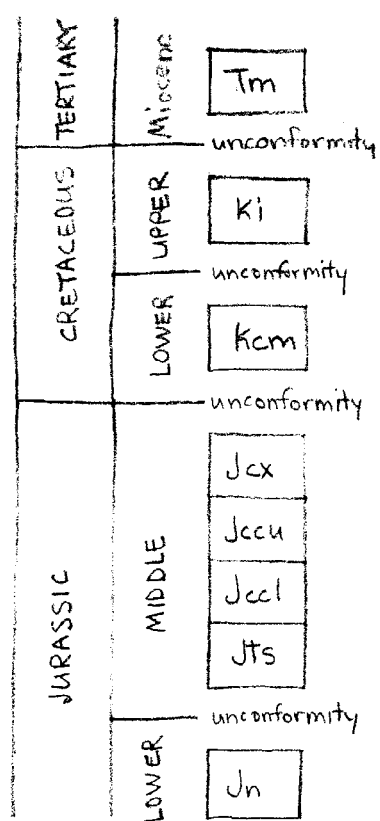 TERTIARY
Miocene
Tm
unconformity
CRETACEOUS
UPPER
Ki
unconformity
LOWER
Kcm
unconformity
JURASSIC
MIDDLE
Jcx
Jccu
Jccl
Jts
unconformity
LOWER
Jn